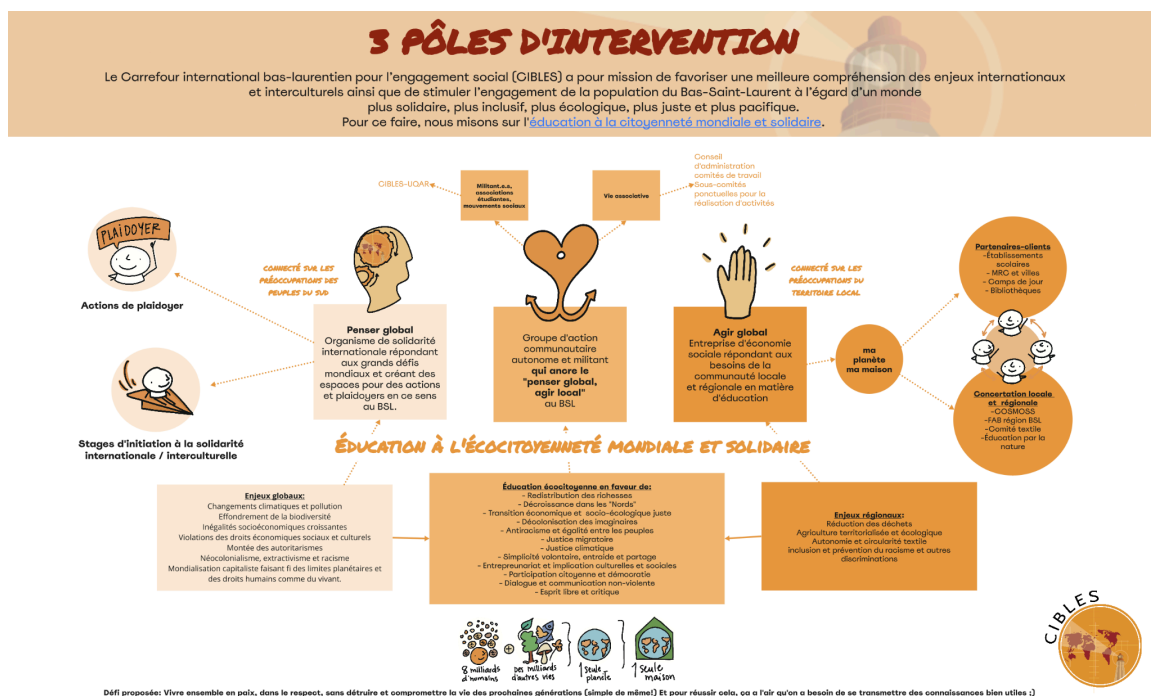 3 PÔLES D'INTERVENTION
Le Carrefour international bas-laurentien pour l'engagement social (CIBLES) a pour mission de favoriser une meilleure compréhension des enjeux internationaux
et interculturels ainsi que de stimuler l'engagement de la population du Bas-Saint-Laurent à l'égard d'un monde
plus solidaire, plus inclusif, plus écologique, plus juste et plus pacifique.
Pour ce faire, nous misons sur l'éducation à la citoyenneté mondiale et solidaire.
CIBLES-UQAR
Militant.e.s,
associations
étudiantes,
mouvements sociaux
Vie associative
Conseil
d'administration
comités de travail
Sous-comités
ponctuelles pour la
réalisation d'activités
PLAIDOYER
Actions de plaidoyer
Stages d'initiation à la solidarité
internationale / interculturelle
CONNECTÉ SUR LES
PRÉOCCUPATIONS DES
PEUPLES DU SUD
Penser global
Organisme de solidarité
internationale répondant
aux grands défis
mondiaux et créant des
espaces pour des actions
et plaidoyers en ce sens
au BSL.
Groupe d'action
communautaire
autonome et militant
qui ancre le
"penser global,
agir local"
au BSL
CONNECTÉ SUR LES
PRÉOCCUPATIONS DU
TERRITOIRE LOCAL
Agir global
Entreprise d'économie
sociale répondant aux
besoins de la
communauté locale
et régionale en matière
d'éducation
ma
planète
ma maison
Partenaires-clients
-Établissements
scolaires
- MRC et villes
- Camps de jour
- Bibliothèques
Concertation locale
et régionale
-COSMOSS
-FAB région BSL
-Comité textile
-Éducation par la
nature
ÉDUCATION À L'ÉCOCITOYENNETÉ MONDIALE ET SOLIDAIRE
Enjeux globaux:
Changements climatiques et pollution
Effondrement de la biodiversité
Inégalités socioéconomiques croissantes
Violations des droits économiques sociaux et culturels
Montée des autoritarismes
Néocolonialisme, extractivisme et racisme
Mondialisation capitaliste faisant fi des limites planétaires et
des droits humains comme du vivant.
Éducation écocitoyenne en faveur de:
- Redistribution des richesses
- Décroissance dans les "Nords"
- Transition économique et socio-écologique juste
- Décolonisation des imaginaires
- Antiracisme et égalité entre les peuples
- Justice migratoire
- Justice climatique
- Simplicité volontaire, entraide et partage
- Entrepreunariat et implication culturelles et sociales
- Participation citoyenne et démocratie
- Dialogue et communication non-violente
- Esprit libre et critique
Enjeux régionaux:
Réduction des déchets
Agriculture territorialisée et écologique
Autonomie et circularité textile
inclusion et prévention du racisme et autres
discriminations
8 milliards
d'humains
+
Des milliards
d'autres vies
1 seule
planète
1 seule
maison
CIBLES
Défi proposée: Vivre ensemble en paix, dans le respect, sans détruire et compromettre la vie des prochaines générations (simple de même!) Et pour réussir cela, ça a l'air qu'on a besoin de se transmettre des connaissances bien utiles ;)